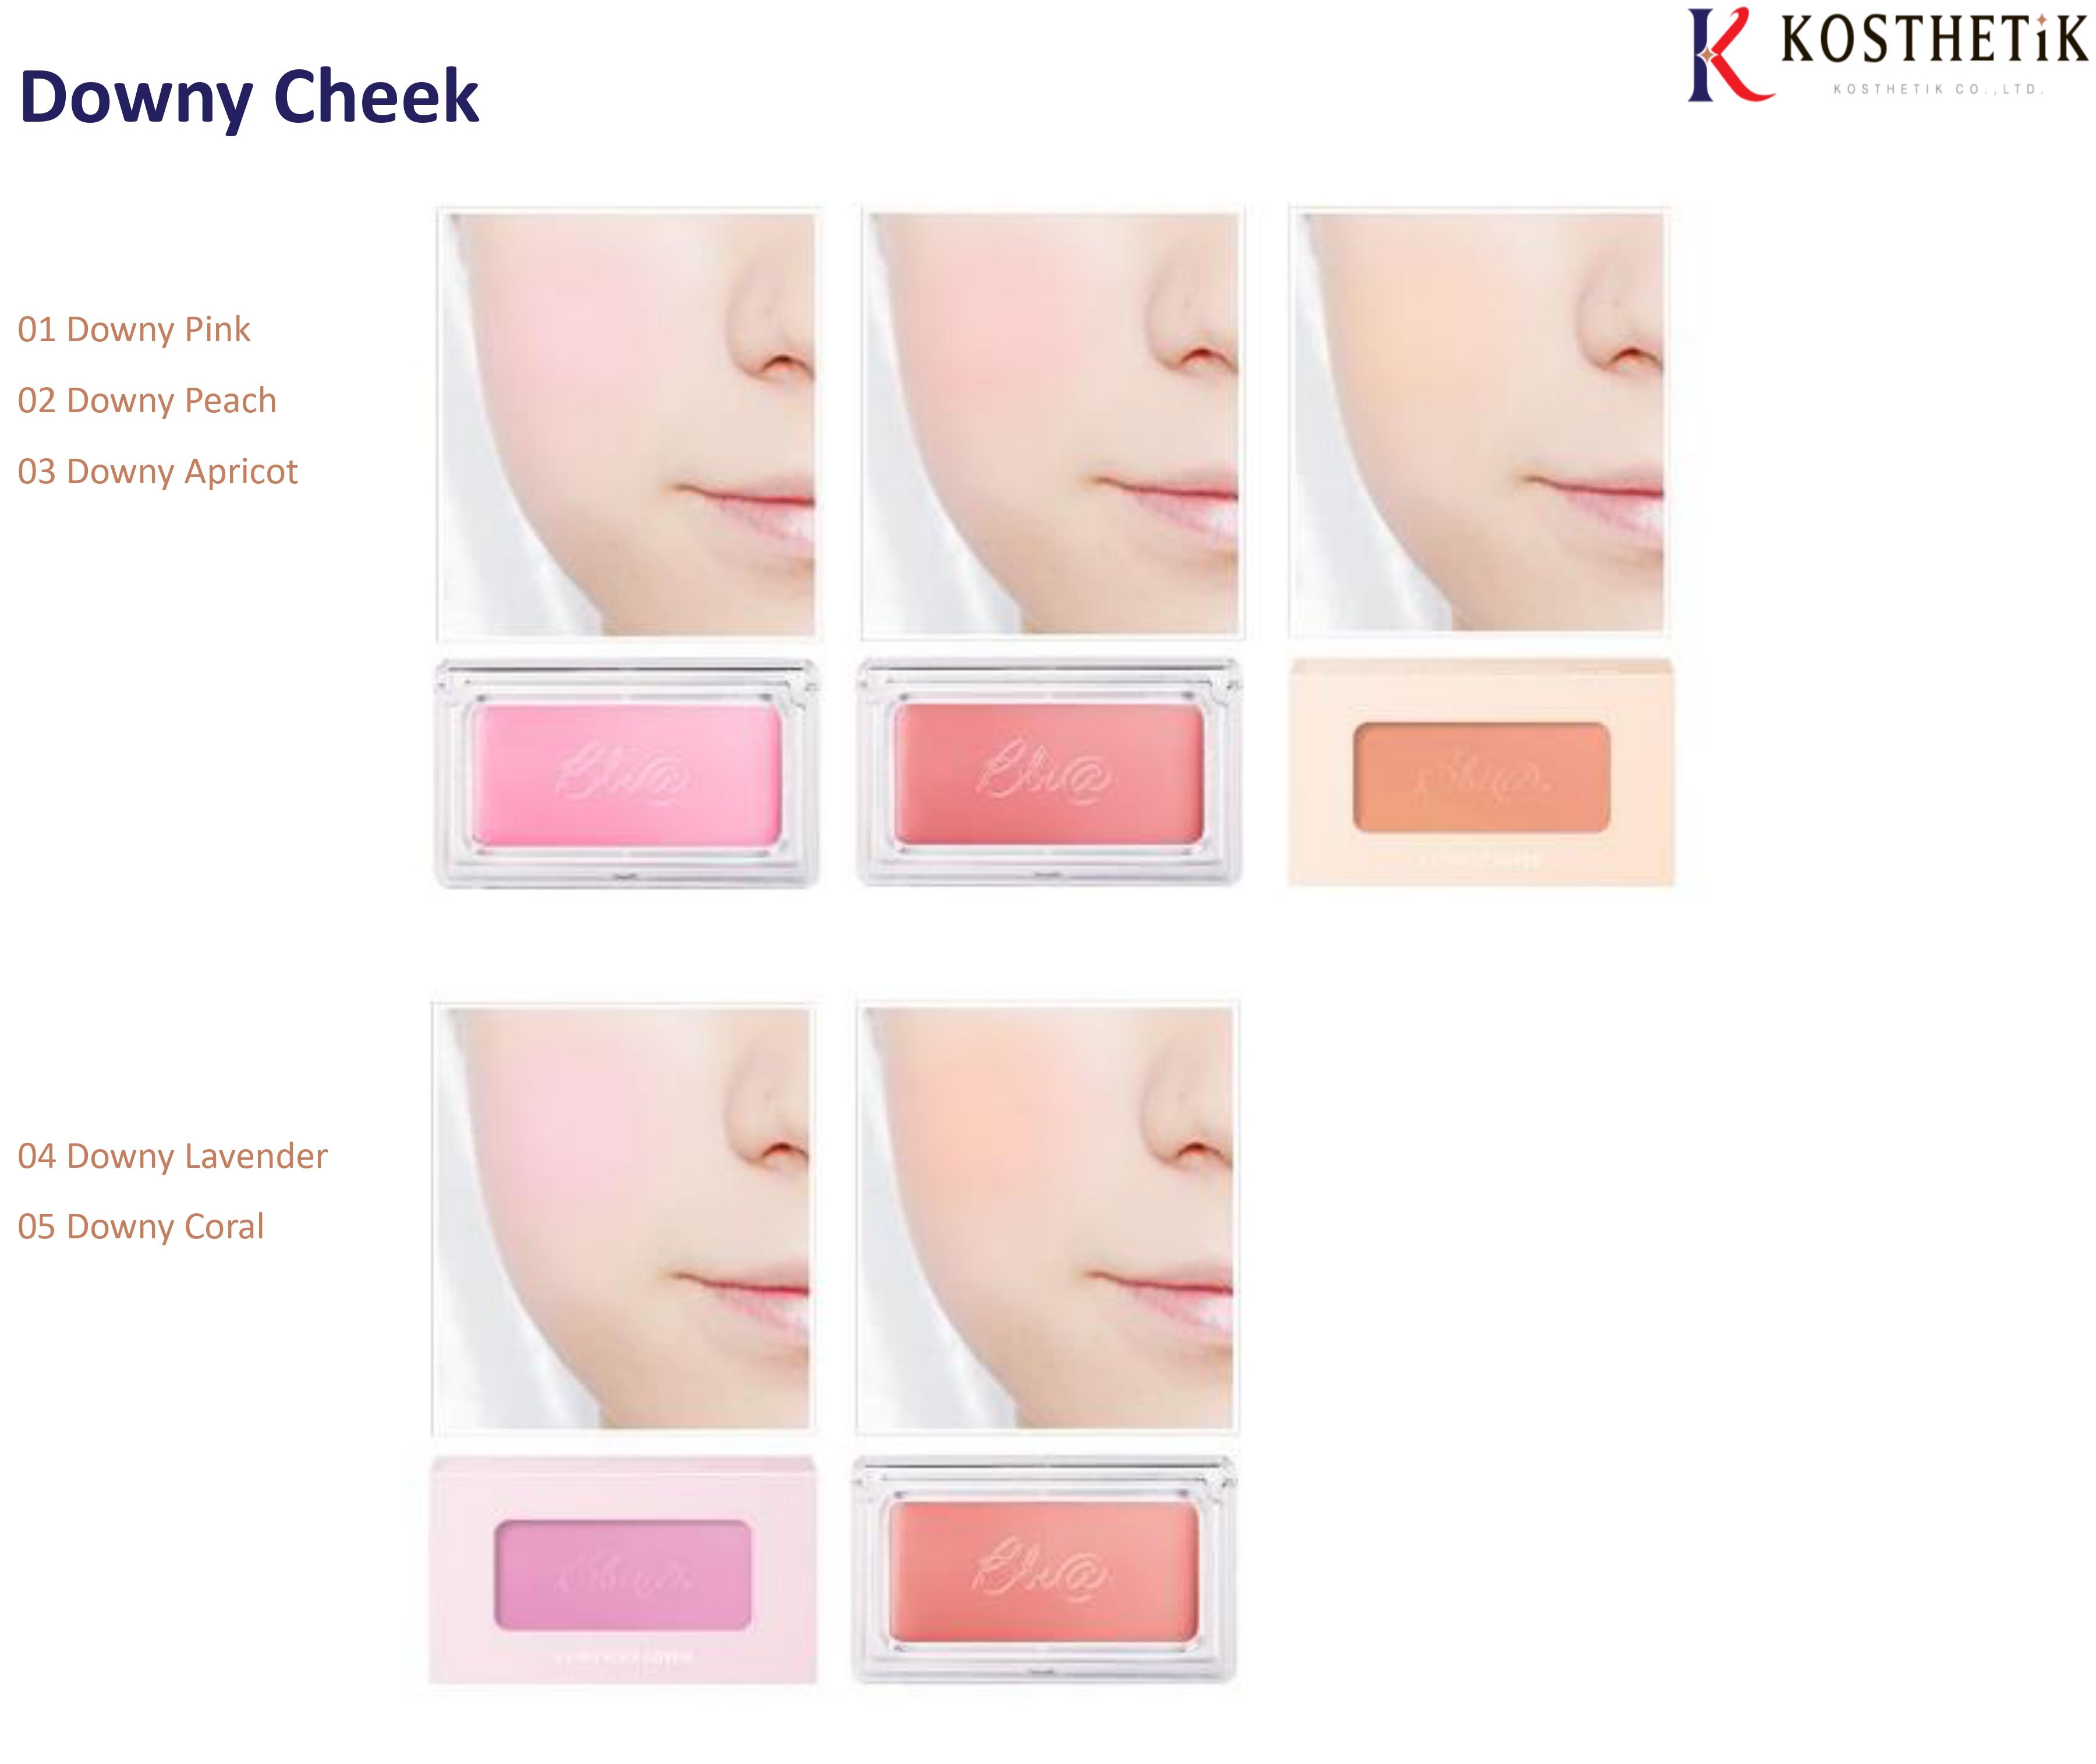 Downy Cheek
KOSTHETiK
KOSTHETIK CO.,LTD.
01 Downy Pink
02 Downy Peach
03 Downy Apricot
04 Downy Lavender
05 Downy Coral